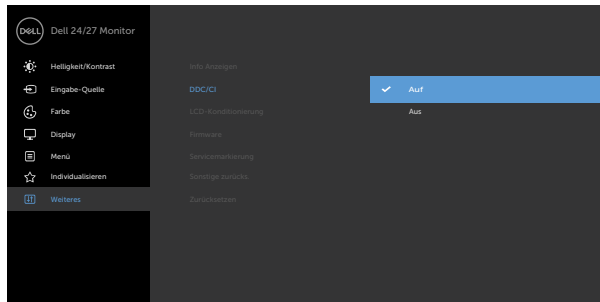 DELL
Dell 24/27 Monitor
Helligkeit/Kontrast
Eingabe-Quelle
Farbe
Display
Menü
Individualisieren
Weiteres
Info Anzeigen
DDC/CI
LCD-Konditionierung
Firmware
Servicemarkierung
Sonstige zurücks.
Zurücksetzen
Auf
Aus